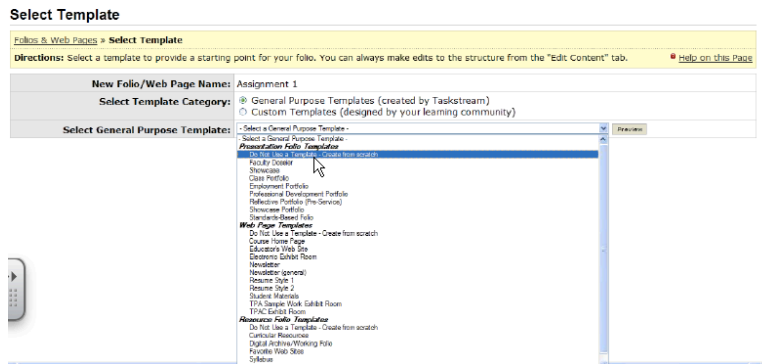 Select Template
Folios & Web Pages » Select Template
Directions: Select a template to provide a starting point for your folio. You can always make edits to the structure from the "Edit Content" tab. Help on this Page
New Folio/Web Page Name: Assignment 1
Select Template Category: General Purpose Templates (created by Taskstream)
Custom Templates (designed by your learning community)
Select General Purpose Template: - Select a General Purpose Template - Preview
- Select a General Purpose Template -
Presentation Folio Templates
Do Not Use a Template - Create from scratch
Faculty Dossier
Showcase
Class Portfolio
Employment Portfolio
Professional Development Portfolio
Reflective Portfolio (Pre-Service)
Showcase Portfolio
Standards-Based Folio
Web Page Templates
Do Not Use a Template - Create from scratch
Course Home Page
Educator's Web Site
Electronic Exhibit Room
Newsletter
Newsletter (general)
Resume Style 1
Resume Style 2
Student Materials
TPA Sample Work Exhibit Room
TPAC Exhibit Room
Resource Folio Templates
Do Not Use a Template - Create from scratch
Curricular Resources
Digital Archive/Working Folio
Favorite Web Sites
Syllabus